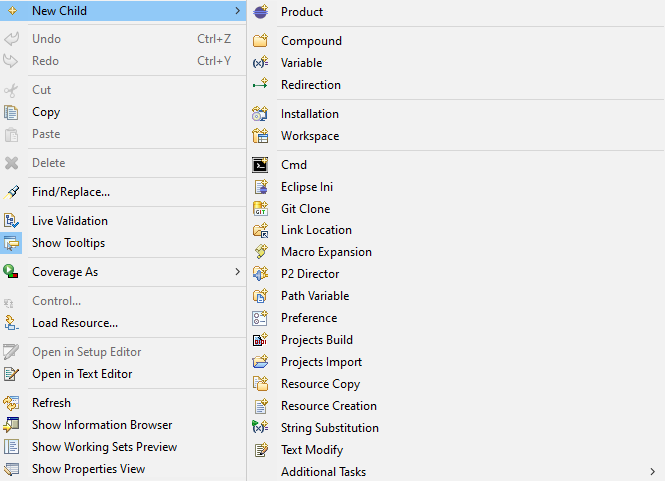 New Child
Undo Ctrl+Z
Redo Ctrl+Y
Cut
Copy
Paste
Delete
Find/Replace...
Live Validation
Show Tooltips
Coverage As
Control...
Load Resource...
Open in Setup Editor
Open in Text Editor
Refresh
Show Information Browser
Show Working Sets Preview
Show Properties View
Product
Compound
Variable
Redirection
Installation
Workspace
Cmd
Eclipse Ini
GIT Git Clone
Link Location
Macro Expansion
P2 Director
Path Variable
Preference
Projects Build
Projects Import
Resource Copy
Resource Creation
String Substitution
Text Modify
Additional Tasks